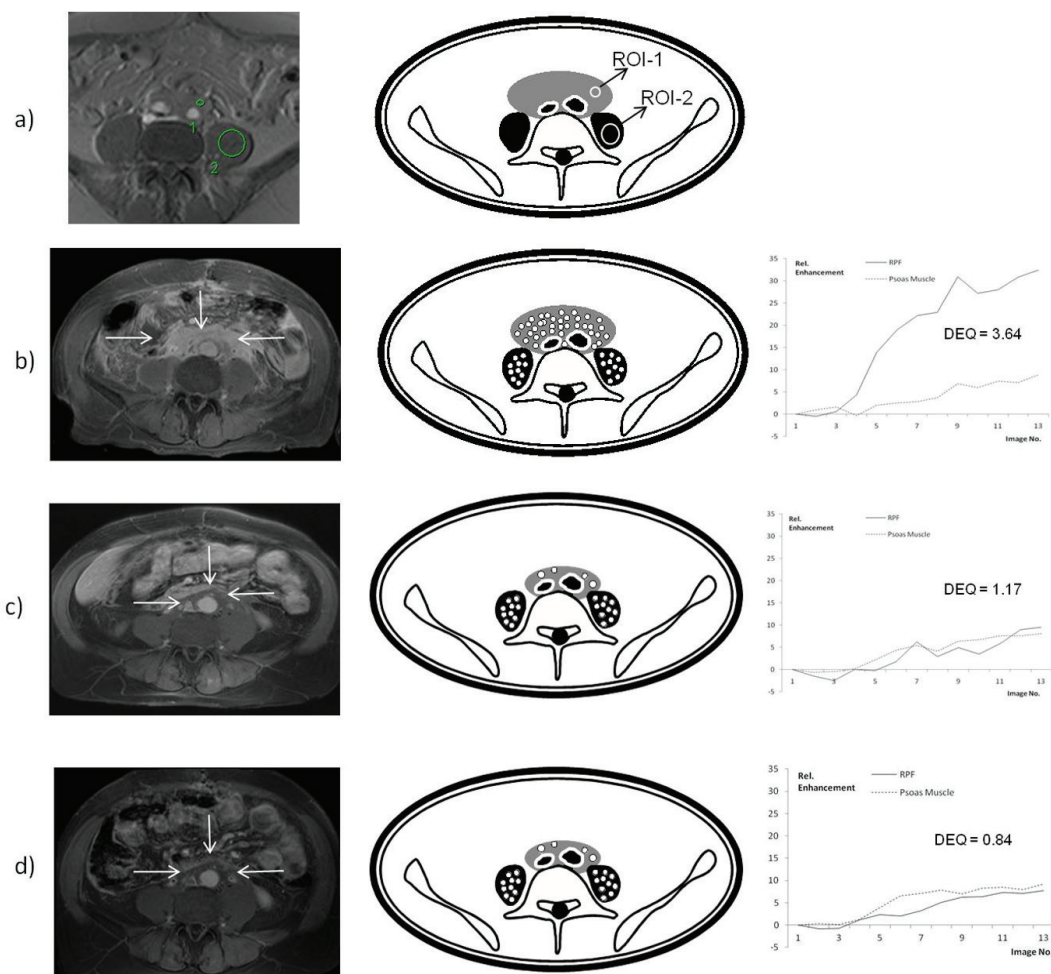 a)
1
2
ROI-1
ROI-2
b)
Rel.
Enhancement
RPF
Psoas Muscle
DEQ = 3.64
35
30
25
20
15
10
5
0
-5
1 3 5 7 9 11 13
Image No.
c)
Rel.
Enhancement
RPF
Psoas Muscle
DEQ = 1.17
35
30
25
20
15
10
5
0
-5
1 3 5 7 9 11 13
Image No.
d)
Rel.
Enhancement
RPF
Psoas Muscle
DEQ = 0.84
35
30
25
20
15
10
5
0
-5
1 3 5 7 9 11 13
Image No.